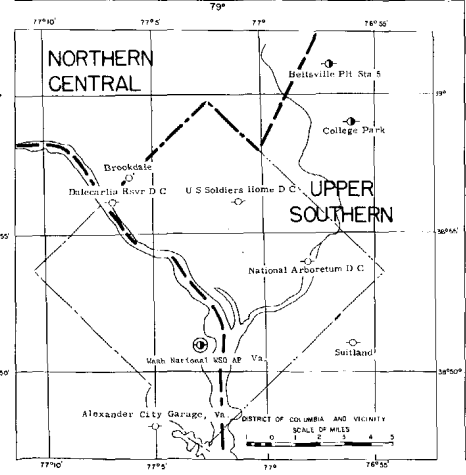 79°
77°10' 77°5' 77° 76°55'
NORTHERN
CENTRAL
Beltsville Plt Sta 5
39°
College Park
Brookdale
Dalecarlia Rsvr D C
U S Soldiers Home D C
UPPER
SOUTHERN
55'
38°55'
National Arboretum D C
Wash National WSO AP Va.
Suitland
50'
38°50'
Alexander City Garage, Va.
DISTRICT OF COLUMBIA AND VICINITY
SCALE OF MILES
1 0 1 2 3 4 5
77°10' 77°5' 77° 76°55'